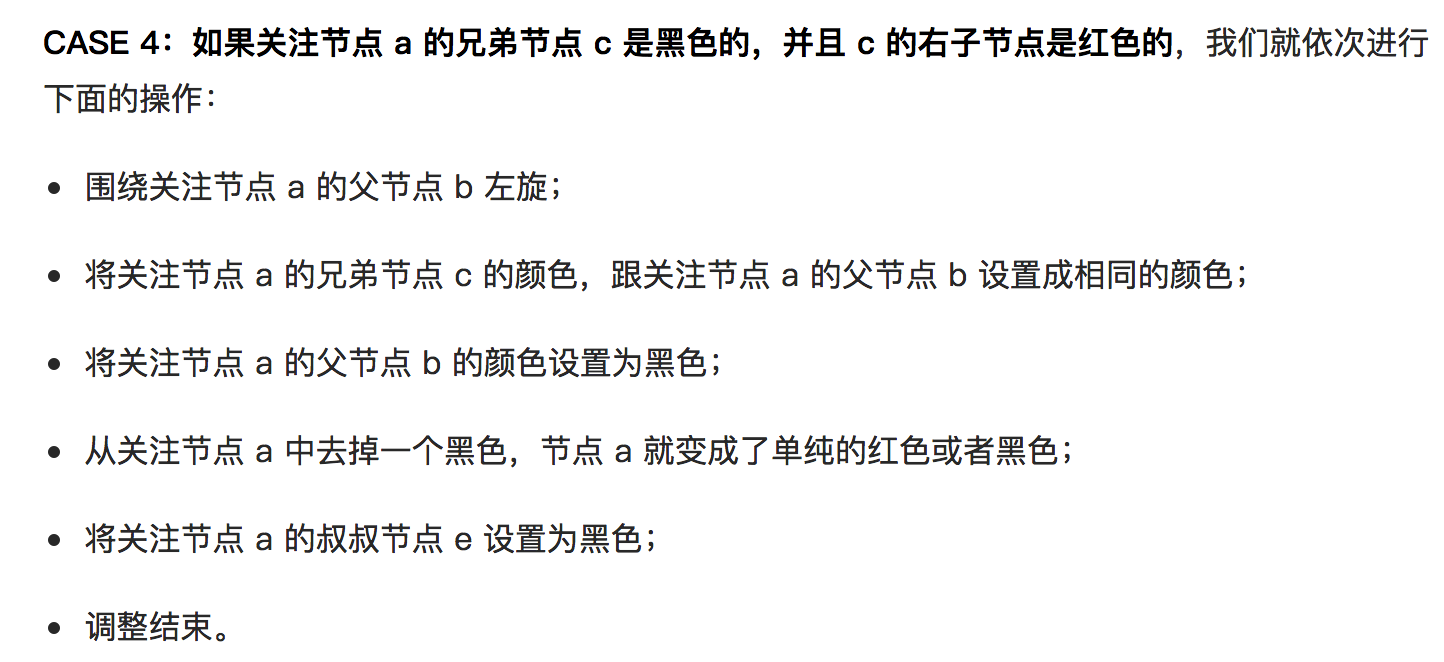 CASE 4：如果关注节点 a 的兄弟节点 c 是黑色的，并且 c 的右子节点是红色的，我们就依次进行
下面的操作：
• 围绕关注节点 a 的父节点 b 左旋；
• 将关注节点 a 的兄弟节点 c 的颜色，跟关注节点 a 的父节点 b 设置成相同的颜色；
• 将关注节点 a 的父节点 b 的颜色设置为黑色；
• 从关注节点 a 中去掉一个黑色，节点 a 就变成了单纯的红色或者黑色；
• 将关注节点 a 的叔叔节点 e 设置为黑色；
• 调整结束。